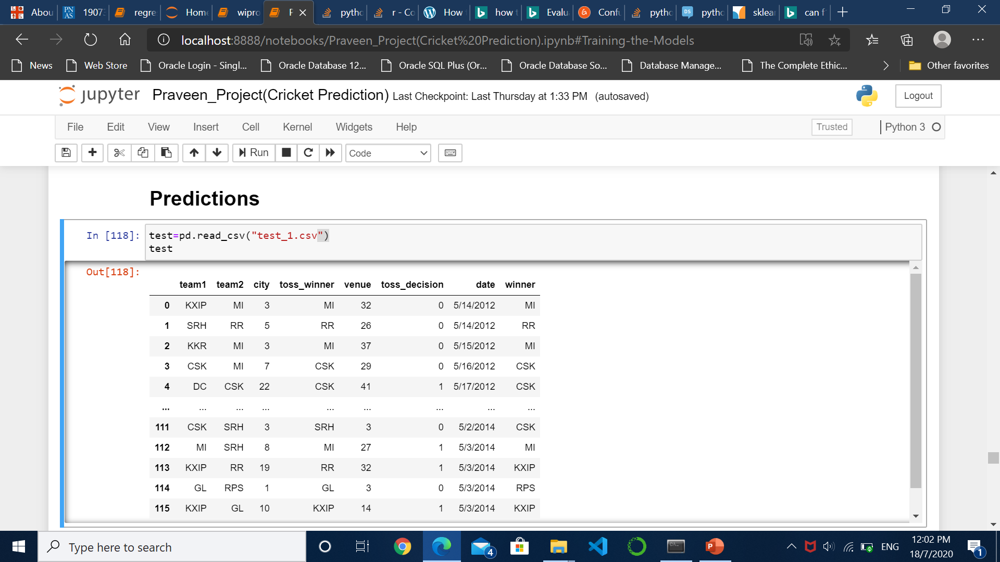 Abou 1907 regre Home wipro F pytho r - Co How how t Evalu Confu pytho pytho sklear can f
localhost:8888/notebooks/Praveen_Project(Cricket%20Prediction).ipynb#Training-the-Models
News Web Store Oracle Login - Singl... Oracle Database 12... Oracle SQL Plus (Or... Oracle Database So... Database Manage... The Complete Ethic... Other favorites
jupyter Praveen_Project(Cricket Prediction) Last Checkpoint: Last Thursday at 1:33 PM (autosaved) Logout
File Edit View Insert Cell Kernel Widgets Help Trusted Python 3
Run Code
Predictions
In [118]: test=pd.read_csv("test_1.csv")
test
Out[118]:
team1 team2 city toss_winner venue toss_decision date winner
0 KXIP MI 3 MI 32 0 5/14/2012 MI
1 SRH RR 5 RR 26 0 5/14/2012 RR
2 KKR MI 3 MI 37 0 5/15/2012 MI
3 CSK MI 7 CSK 29 0 5/16/2012 CSK
4 DC CSK 22 CSK 41 1 5/17/2012 CSK
... ... ... ... ... ... ... ... ...
111 CSK SRH 3 SRH 3 0 5/2/2014 CSK
112 MI SRH 8 MI 27 1 5/3/2014 MI
113 KXIP RR 19 RR 32 1 5/3/2014 KXIP
114 GL RPS 1 GL 3 0 5/3/2014 RPS
115 KXIP GL 10 KXIP 14 1 5/3/2014 KXIP
Type here to search 4 ENG 12:02 PM 1
18/7/2020